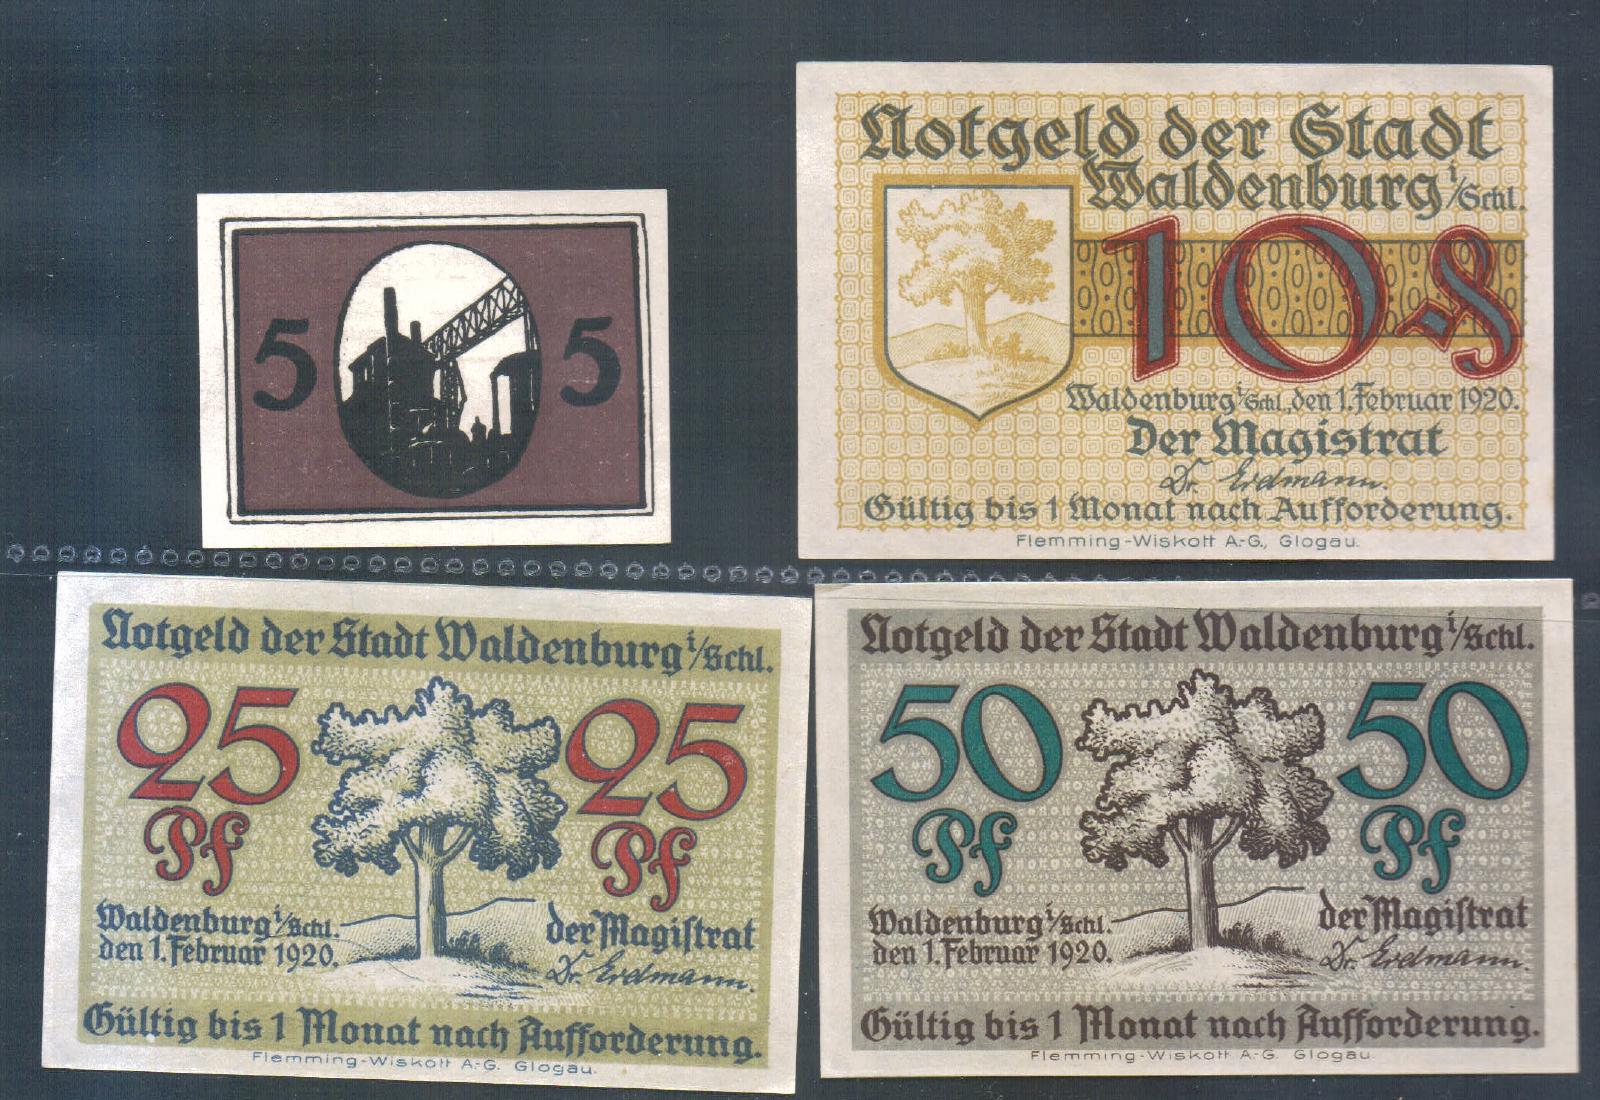 5 5
Notgeld der Stadt
Waldenburg i/Schl.
10 ₰
Waldenburg i/Schl., den 1. Februar 1920.
Der Magistrat
Dr. Erdmann.
Gültig bis 1 Monat nach Aufforderung.
Flemming-Wiskott A.-G., Glogau.
Notgeld der Stadt Waldenburg i/Schl.
25 25
Pf Pf
Waldenburg i/Schl.
den 1. Februar 1920.
der Magistrat
Dr. Erdmann.
Gültig bis 1 Monat nach Aufforderung.
Flemming-Wiskott A.-G. Glogau.
Notgeld der Stadt Waldenburg i/Schl.
50 50
Pf Pf
Waldenburg i/Schl.
den 1. Februar 1920.
der Magistrat
Dr. Erdmann.
Gültig bis 1 Monat nach Aufforderung.
Flemming-Wiskott A.-G. Glogau.